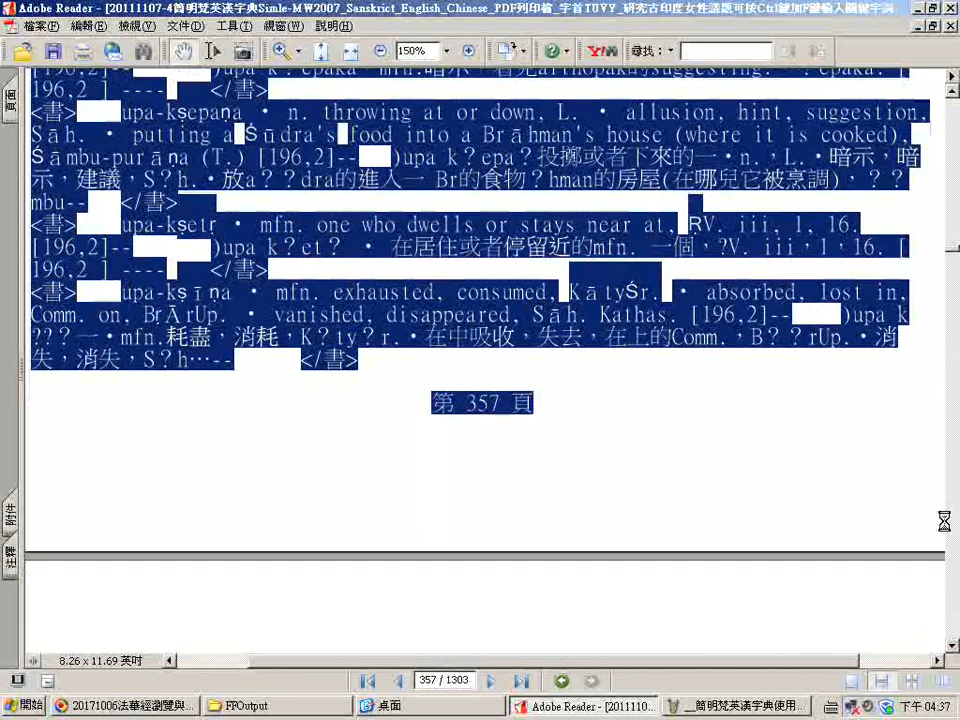 Adobe Reader - [20111107-4簡明梵英漢字典Simle-MW2007_Sanskrict_English_Chinese_PDF列印檔_字首TUVY_研究古印度女性議題可按Ctrl鍵加F鍵輸入關鍵字詞
檔案(F) 編輯(E) 檢視(V) 文件(D) 工具(T) 視窗(W) 說明(H)
150% 尋找：
頁面
[196,2]-- )upa k？epaka mfn.暗示，
196,2 ] ---- </書>
<書> upa-kṣepaṇa • n. throwing at or down, L. • allusion, hint, suggestion,
Sāh. • putting a Śūdra's food into a Brāhman's house (where it is cooked),
Śāmbu-purāṇa (T.) [196,2]-- )upa k？epa？投擲或者下來的一•n.，L.•暗示，暗
示，建議，S？h.•放a？？dra的進入一 Br的食物？hman的房屋(在哪兒它被烹調)，？？
mbu-- </書>
<書> upa-kṣetṛ • mfn. one who dwells or stays near at, ṚV. iii, 1, 16.
[196,2]-- )upa k？et？ • 在居住或者停留近的mfn. 一個，?V. iii，1，16. [
196,2 ] ---- </書>
<書> upa-kṣīṇa • mfn. exhausted, consumed, KātyŚr. • absorbed, lost in,
Comm. on, BṛĀrUp. • vanished, disappeared, Sāh. Kathas. [196,2]-- )upa k
???一•mfn.耗盡，消耗，K？ty？r.•在中吸收，失去，在上的Comm.，B？？rUp.•消
失，消失，S？h…-- </書>
第 357 頁
附件
注釋
8.26 x 11.69 英吋
357 / 1303
開始 20171006法華經瀏覽與... FFOutput 桌面 Adobe Reader - [2011110... __簡明梵英漢字典使用... 下午 04:37